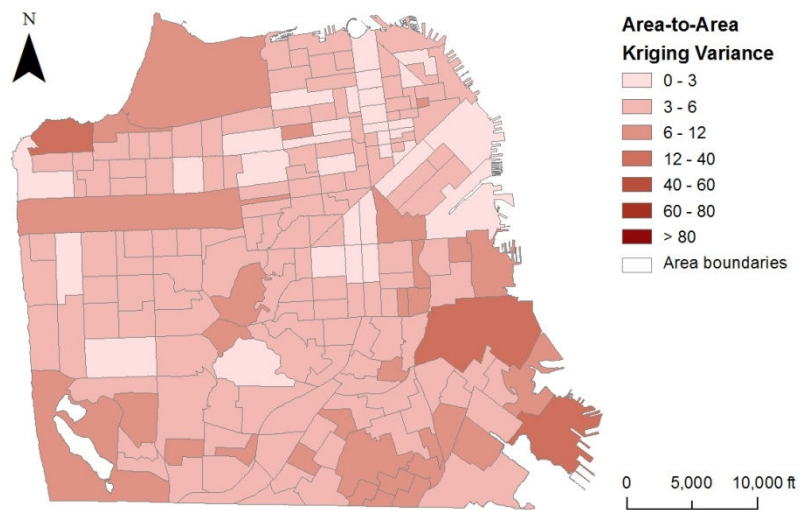 N
Area-to-Area
Kriging Variance
0 - 3
3 - 6
6 - 12
12 - 40
40 - 60
60 - 80
> 80
Area boundaries
0 5,000 10,000 ft